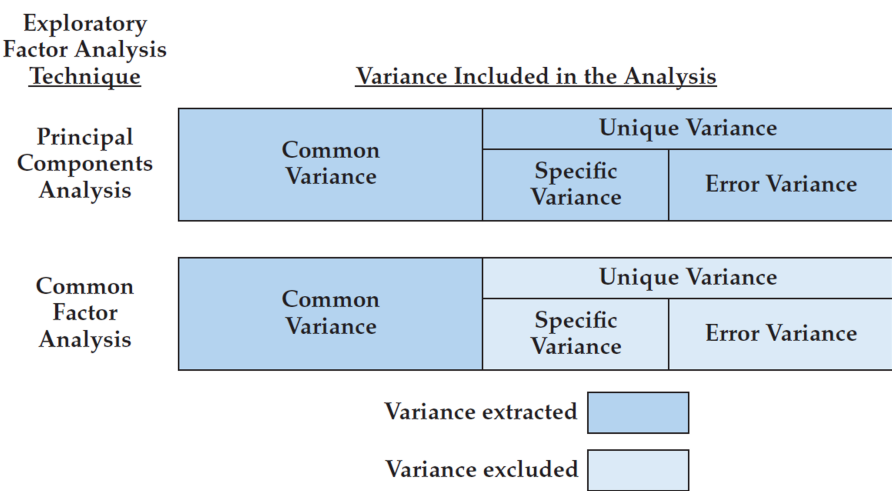 Exploratory
Factor Analysis
Technique
Variance Included in the Analysis
Principal
Components
Analysis
Common
Variance
Unique Variance
Specific
Variance
Error Variance
Common
Factor
Analysis
Common
Variance
Unique Variance
Specific
Variance
Error Variance
Variance extracted
Variance excluded